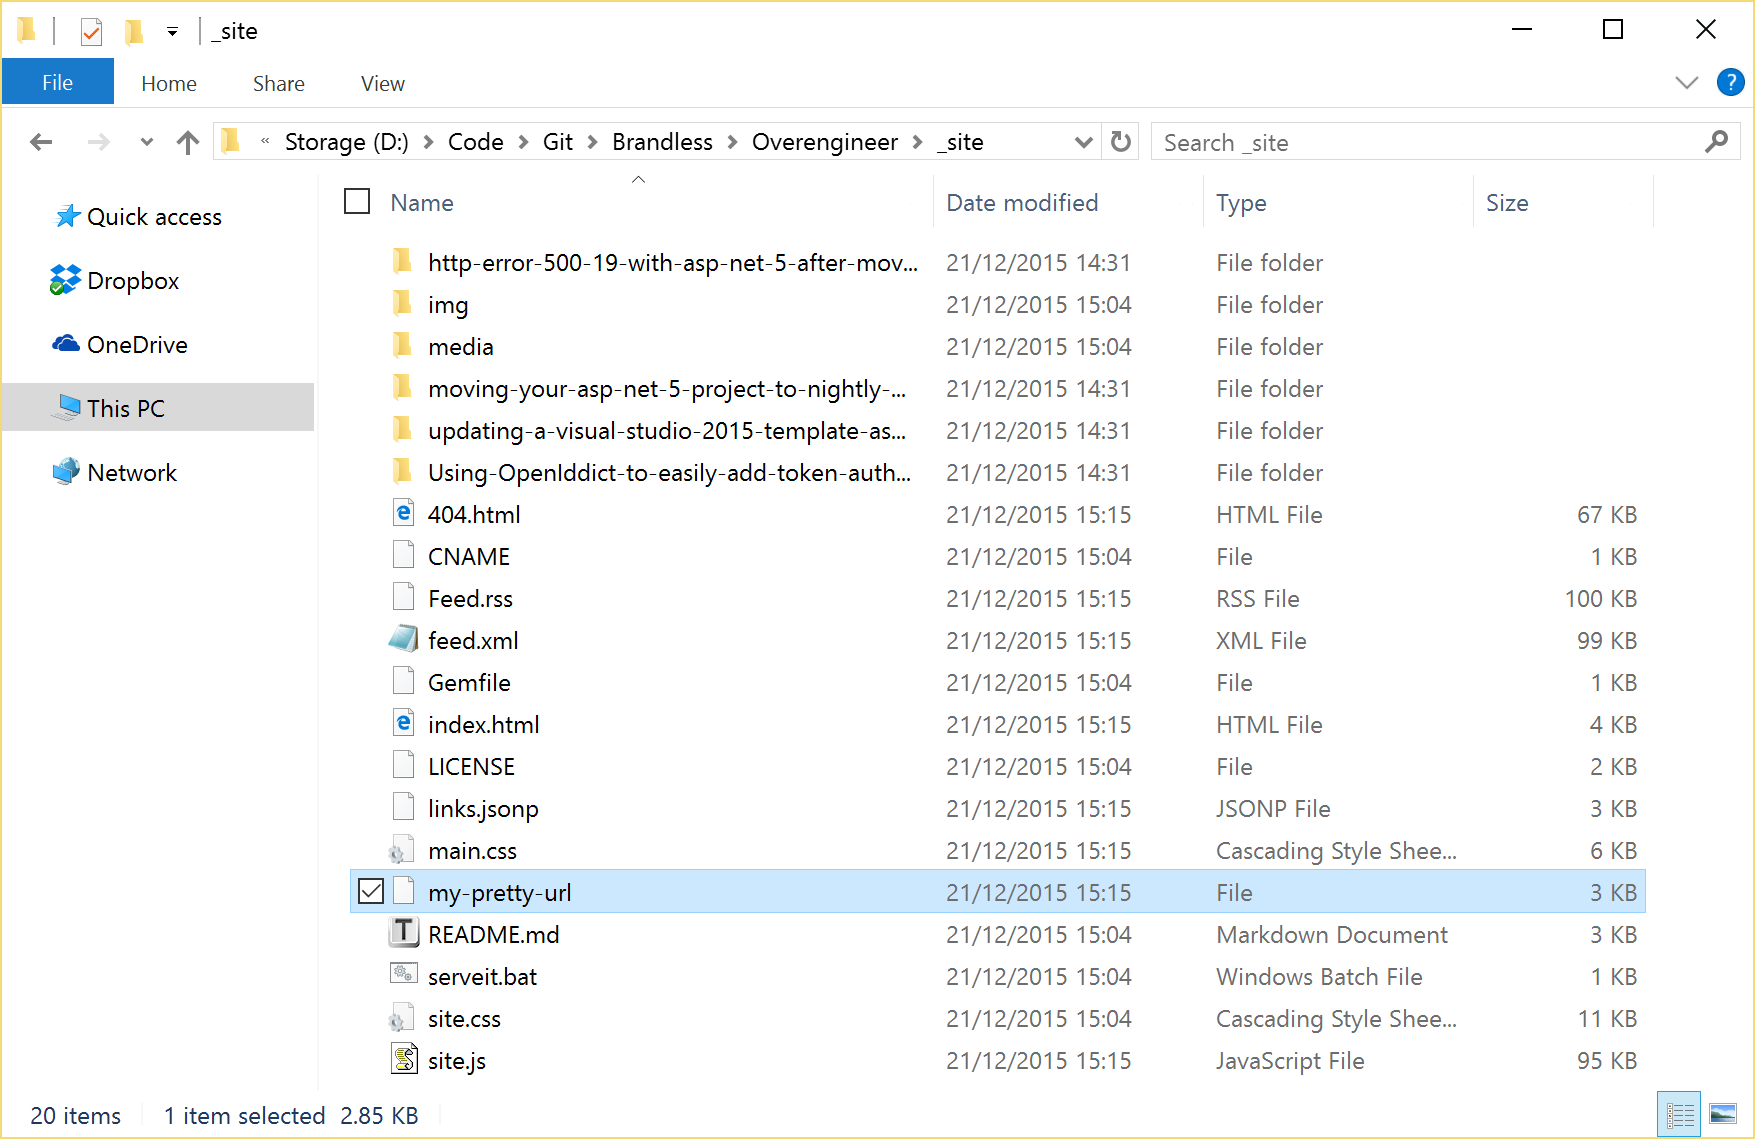 _site
File Home Share View ?
« Storage (D:) Code Git Brandless Overengineer _site Search _site
Name Date modified Type Size
Quick access
Dropbox
OneDrive
This PC
Network
http-error-500-19-with-asp-net-5-after-mov... 21/12/2015 14:31 File folder
img 21/12/2015 15:04 File folder
media 21/12/2015 15:04 File folder
moving-your-asp-net-5-project-to-nightly-... 21/12/2015 14:31 File folder
updating-a-visual-studio-2015-template-as... 21/12/2015 14:31 File folder
Using-OpenIddict-to-easily-add-token-auth... 21/12/2015 14:31 File folder
404.html 21/12/2015 15:15 HTML File 67 KB
CNAME 21/12/2015 15:04 File 1 KB
Feed.rss 21/12/2015 15:15 RSS File 100 KB
feed.xml 21/12/2015 15:15 XML File 99 KB
Gemfile 21/12/2015 15:04 File 1 KB
index.html 21/12/2015 15:15 HTML File 4 KB
LICENSE 21/12/2015 15:04 File 2 KB
links.jsonp 21/12/2015 15:15 JSONP File 3 KB
main.css 21/12/2015 15:15 Cascading Style Shee... 6 KB
my-pretty-url 21/12/2015 15:15 File 3 KB
README.md 21/12/2015 15:04 Markdown Document 3 KB
serveit.bat 21/12/2015 15:04 Windows Batch File 1 KB
site.css 21/12/2015 15:04 Cascading Style Shee... 11 KB
site.js 21/12/2015 15:15 JavaScript File 95 KB
20 items 1 item selected 2.85 KB